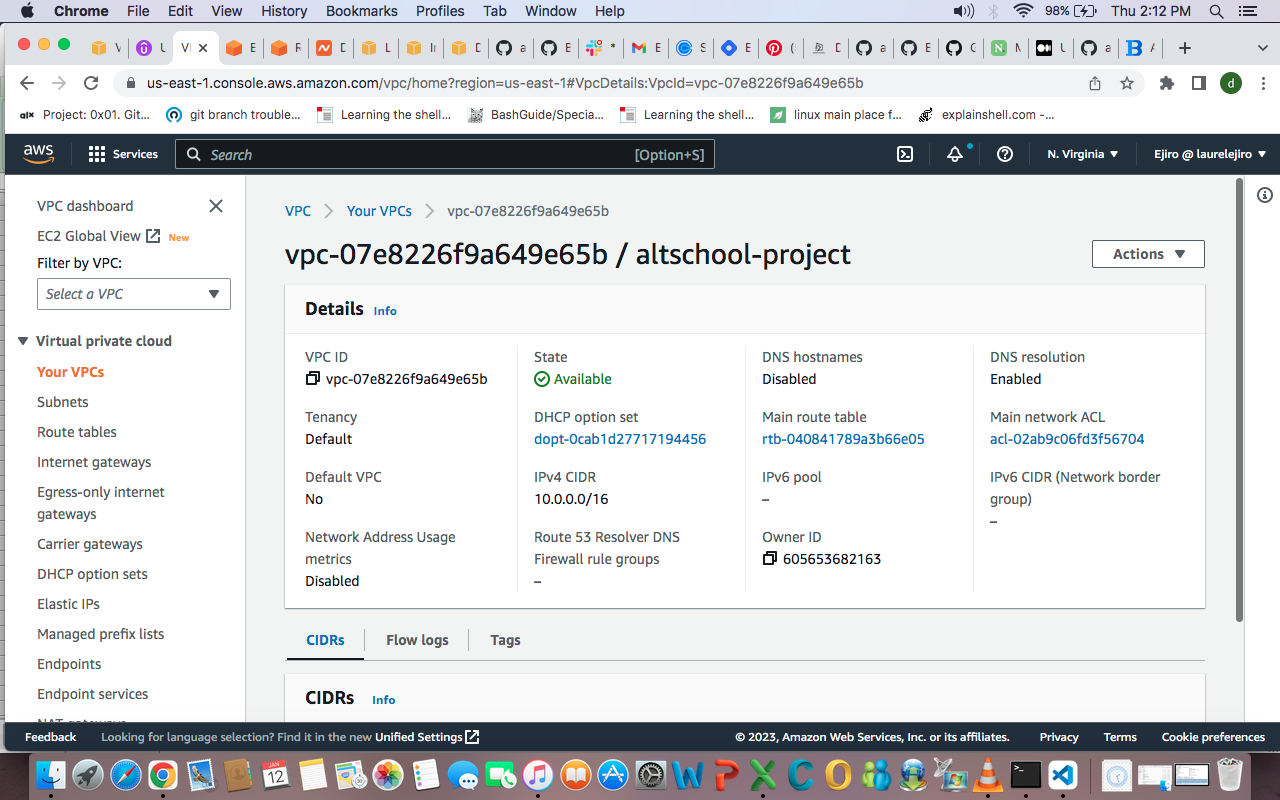 Chrome File Edit View History Bookmarks Profiles Tab Window Help 98% Thu 2:12 PM
us-east-1.console.aws.amazon.com/vpc/home?region=us-east-1#VpcDetails:VpcId=vpc-07e8226f9a649e65b d
alx Project: 0x01. Git... git branch trouble... Learning the shell... BashGuide/Specia... Learning the shell... linux main place f... explainshell.com -...
aws Services Search [Option+S] N. Virginia Ejiro @ laurelejiro
VPC dashboard
EC2 Global View New
Filter by VPC:
Select a VPC
Virtual private cloud
Your VPCs
Subnets
Route tables
Internet gateways
Egress-only internet
gateways
Carrier gateways
DHCP option sets
Elastic IPs
Managed prefix lists
Endpoints
Endpoint services
NAT gateways
VPC Your VPCs vpc-07e8226f9a649e65b
vpc-07e8226f9a649e65b / altschool-project Actions
Details Info
VPC ID
vpc-07e8226f9a649e65b
State
Available
DNS hostnames
Disabled
DNS resolution
Enabled
Tenancy
Default
DHCP option set
dopt-0cab1d27717194456
Main route table
rtb-040841789a3b66e05
Main network ACL
acl-02ab9c06fd3f56704
Default VPC
No
IPv4 CIDR
10.0.0.0/16
IPv6 pool
–
IPv6 CIDR (Network border
group)
–
Network Address Usage
metrics
Disabled
Route 53 Resolver DNS
Firewall rule groups
–
Owner ID
605653682163
CIDRs Flow logs Tags
CIDRs Info
Feedback Looking for language selection? Find it in the new Unified Settings © 2023, Amazon Web Services, Inc. or its affiliates. Privacy Terms Cookie preferences
JAN
12